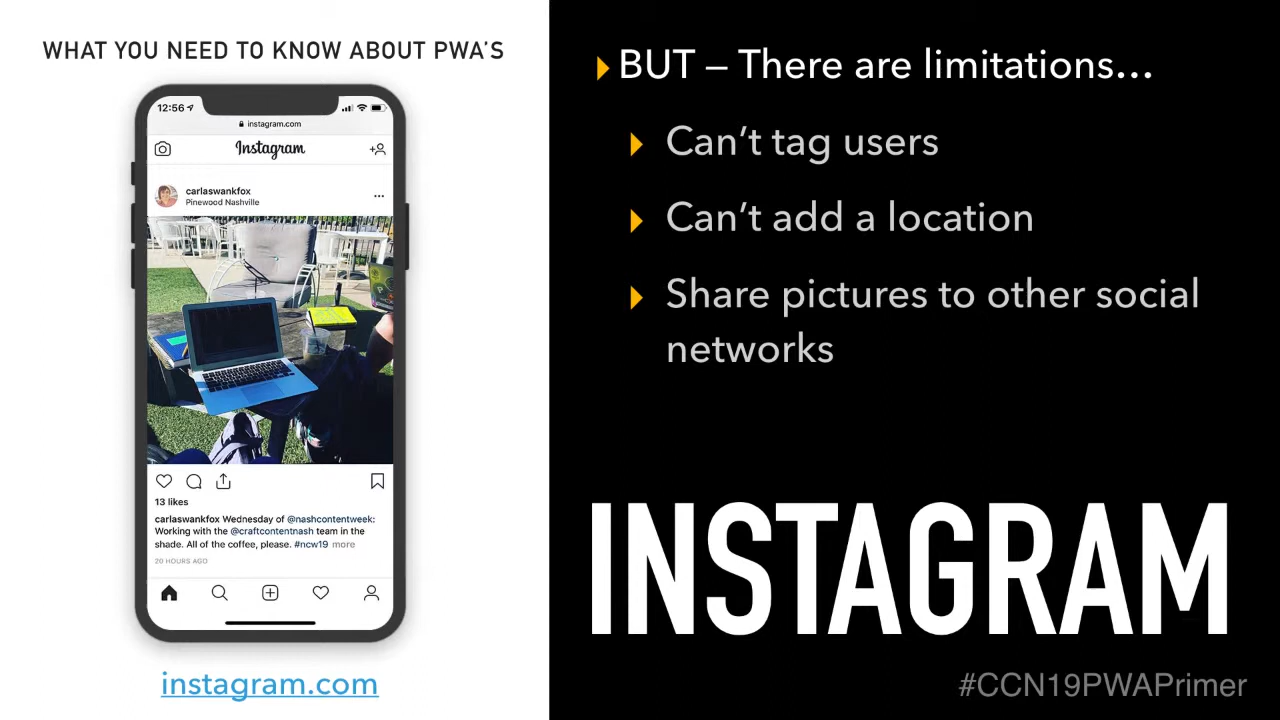 WHAT YOU NEED TO KNOW ABOUT PWA'S
12:56
instagram.com
Instagram
carlaswankfox
Pinewood Nashville
13 likes
carlaswankfox Wednesday of @nashcontentweek:
Working with the @craftcontentnash team in the
shade. All of the coffee, please. #ncw19 more
20 HOURS AGO
instagram.com
BUT – There are limitations…
Can't tag users
Can't add a location
Share pictures to other social
networks
INSTAGRAM
#CCN19PWAPrimer